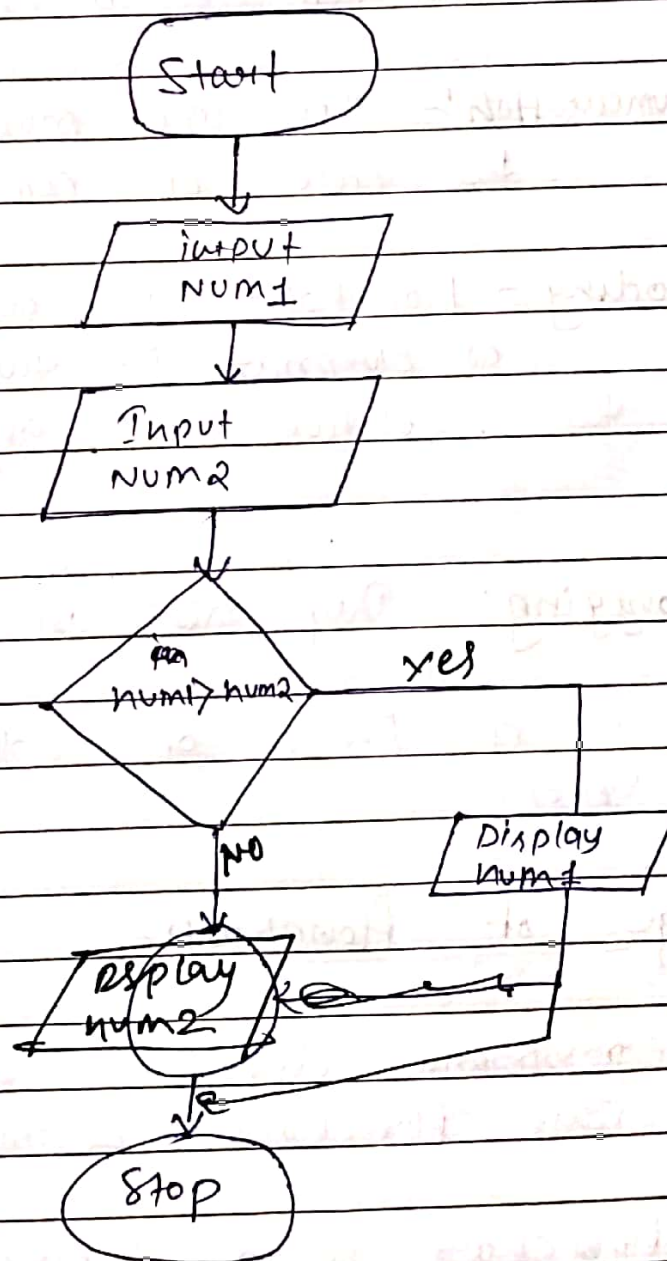 Start
input
NUM1
Input
NUM2
num1> num2
yes
NO
Display
num1
Display
num2
Stop